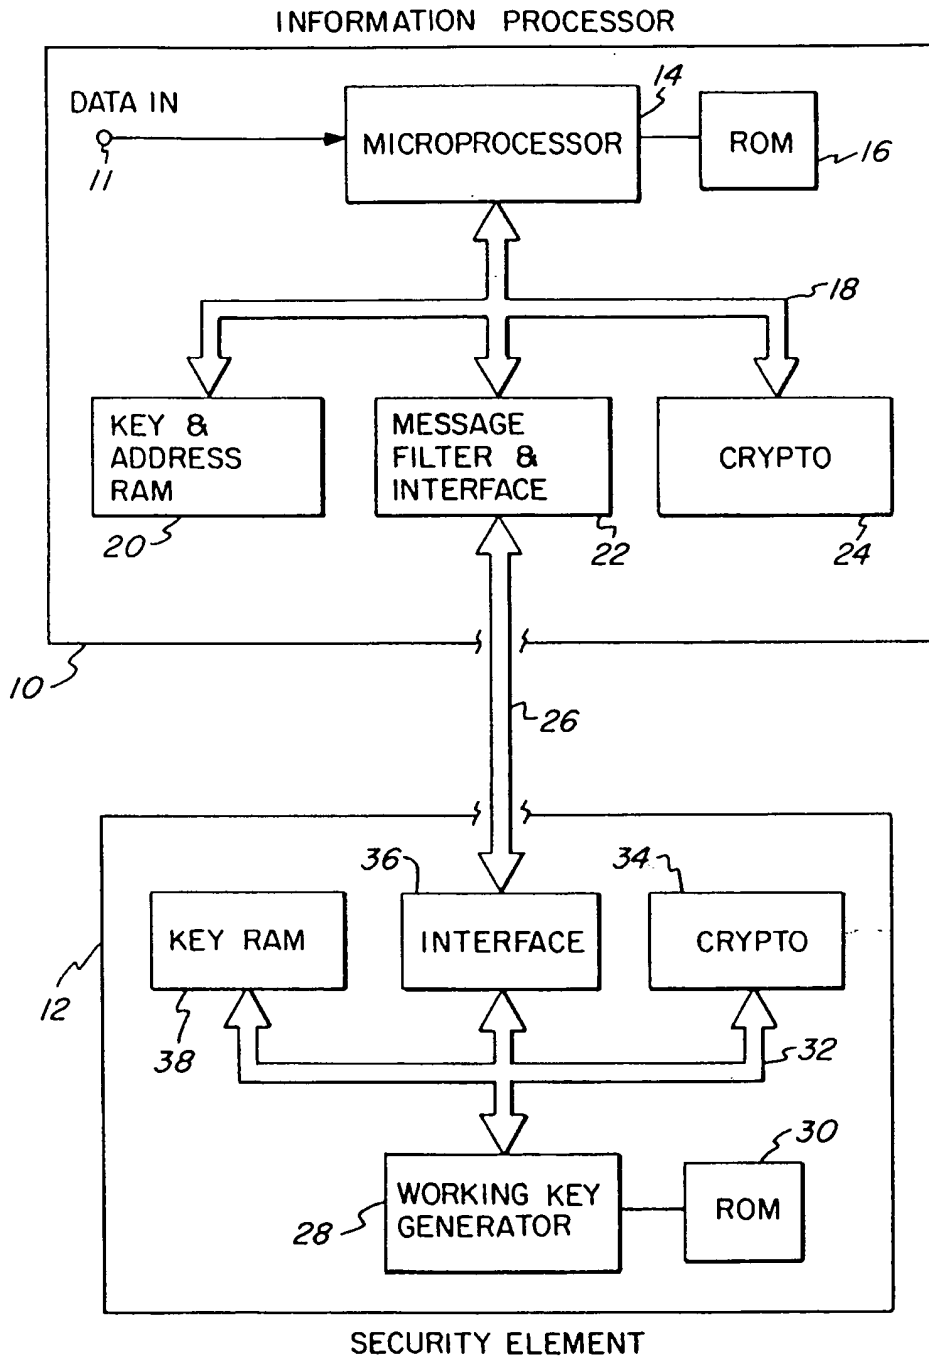 INFORMATION PROCESSOR
DATA IN
11
MICROPROCESSOR
14
ROM
16
18
KEY &
ADDRESS
RAM
20
MESSAGE
FILTER &
INTERFACE
22
CRYPTO
24
10
26
36
34
KEY RAM
INTERFACE
CRYPTO
12
38
32
30
WORKING KEY
GENERATOR
28
ROM
SECURITY ELEMENT